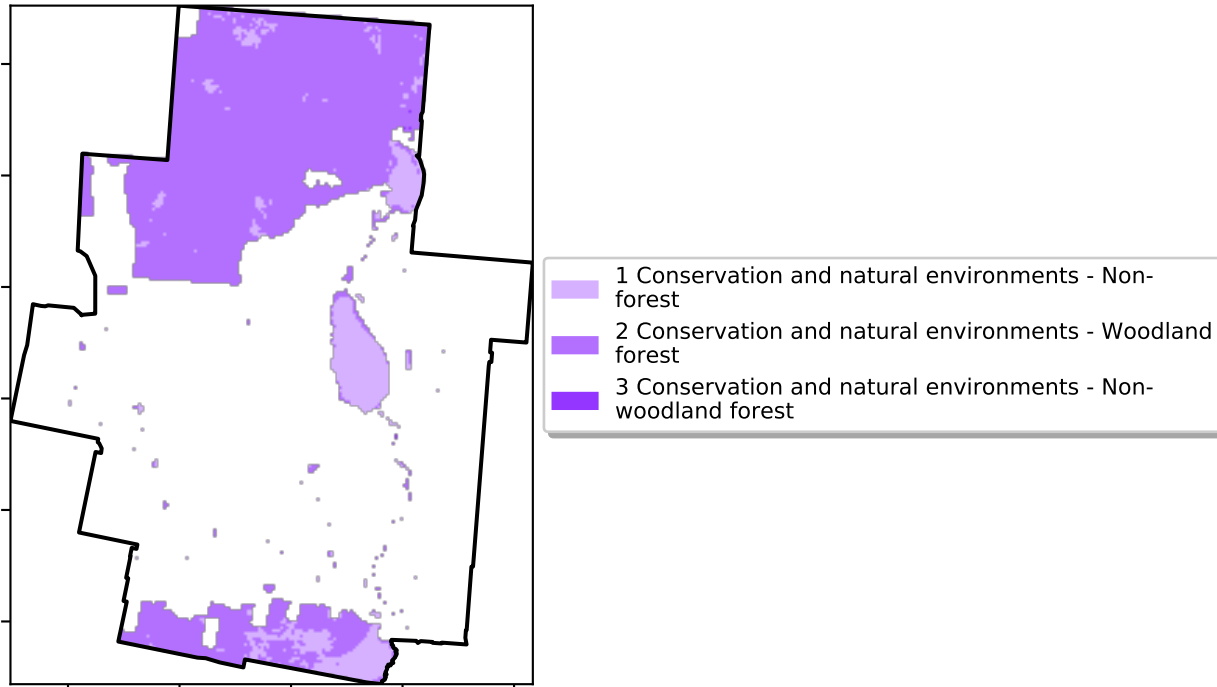 1 Conservation and natural environments - Non-
forest
2 Conservation and natural environments - Woodland
forest
3 Conservation and natural environments - Non-
woodland forest